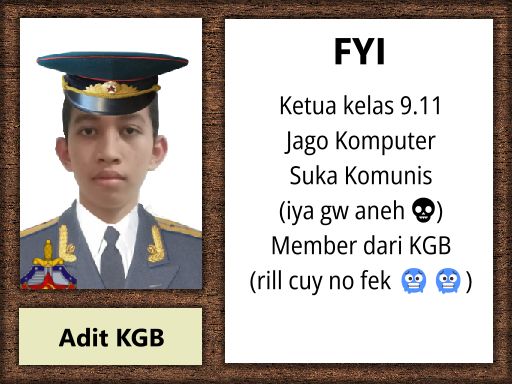 FYI
Ketua kelas 9.11
Jago Komputer
Suka Komunis
(iya gw aneh 💀)
Member dari KGB
(rill cuy no fek 🥶 🥶 )
Adit KGB